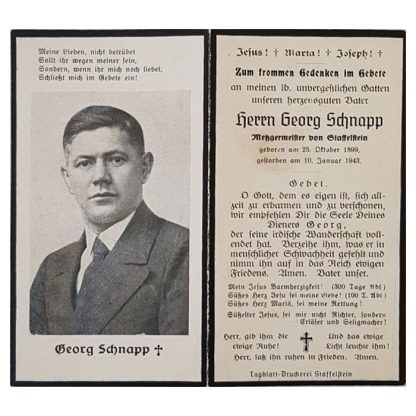 Meine Lieben, nicht betrübet
Sollt ihr wegen meiner sein,
Sondern, wenn ihr mich noch liebet,
Schließt mich im Gebete ein!
Georg Schnapp ✝
Jesus! ✝ Maria! ✝ Joseph!
Zum frommen Gedenken im Gebete
an meinen lb. unvergeßlichen Gatten
unseren herzensguten Vater
Herrn Georg Schnapp
Metzgermeister von Staffelstein
geboren am 25. Oktober 1899,
gestorben am 10. Januar 1943.
Gebet.
O Gott, dem es eigen ist, sich all-
zeit zu erbarmen und zu verschonen,
wir empfehlen Dir die Seele Deines
Dieners Georg,
der seine irdische Wanderschaft voll-
endet hat. Verzeihe ihm, was er in
menschlicher Schwachheit gefehlt und
nimm ihn auf in das Reich ewigen
Friedens. Amen. Vater unser.
Mein Jesus Barmherzigkeit! (300 Tage Abl)
Süßes Herz Jesu sei meine Liebe! (100 T. Abl)
Süßes Herz Mariä, sei meine Rettung!
Süßester Jesus, sei mir nicht Richter, sondern
Erlöser und Seligmacher!
Herr, gib ihm die ✝ Und das ewige
ewige Ruhe! Licht leuchte ihm!
Herr, laß ihn ruhen in Frieden. Amen.
Tagblatt-Druckerei Staffelstein